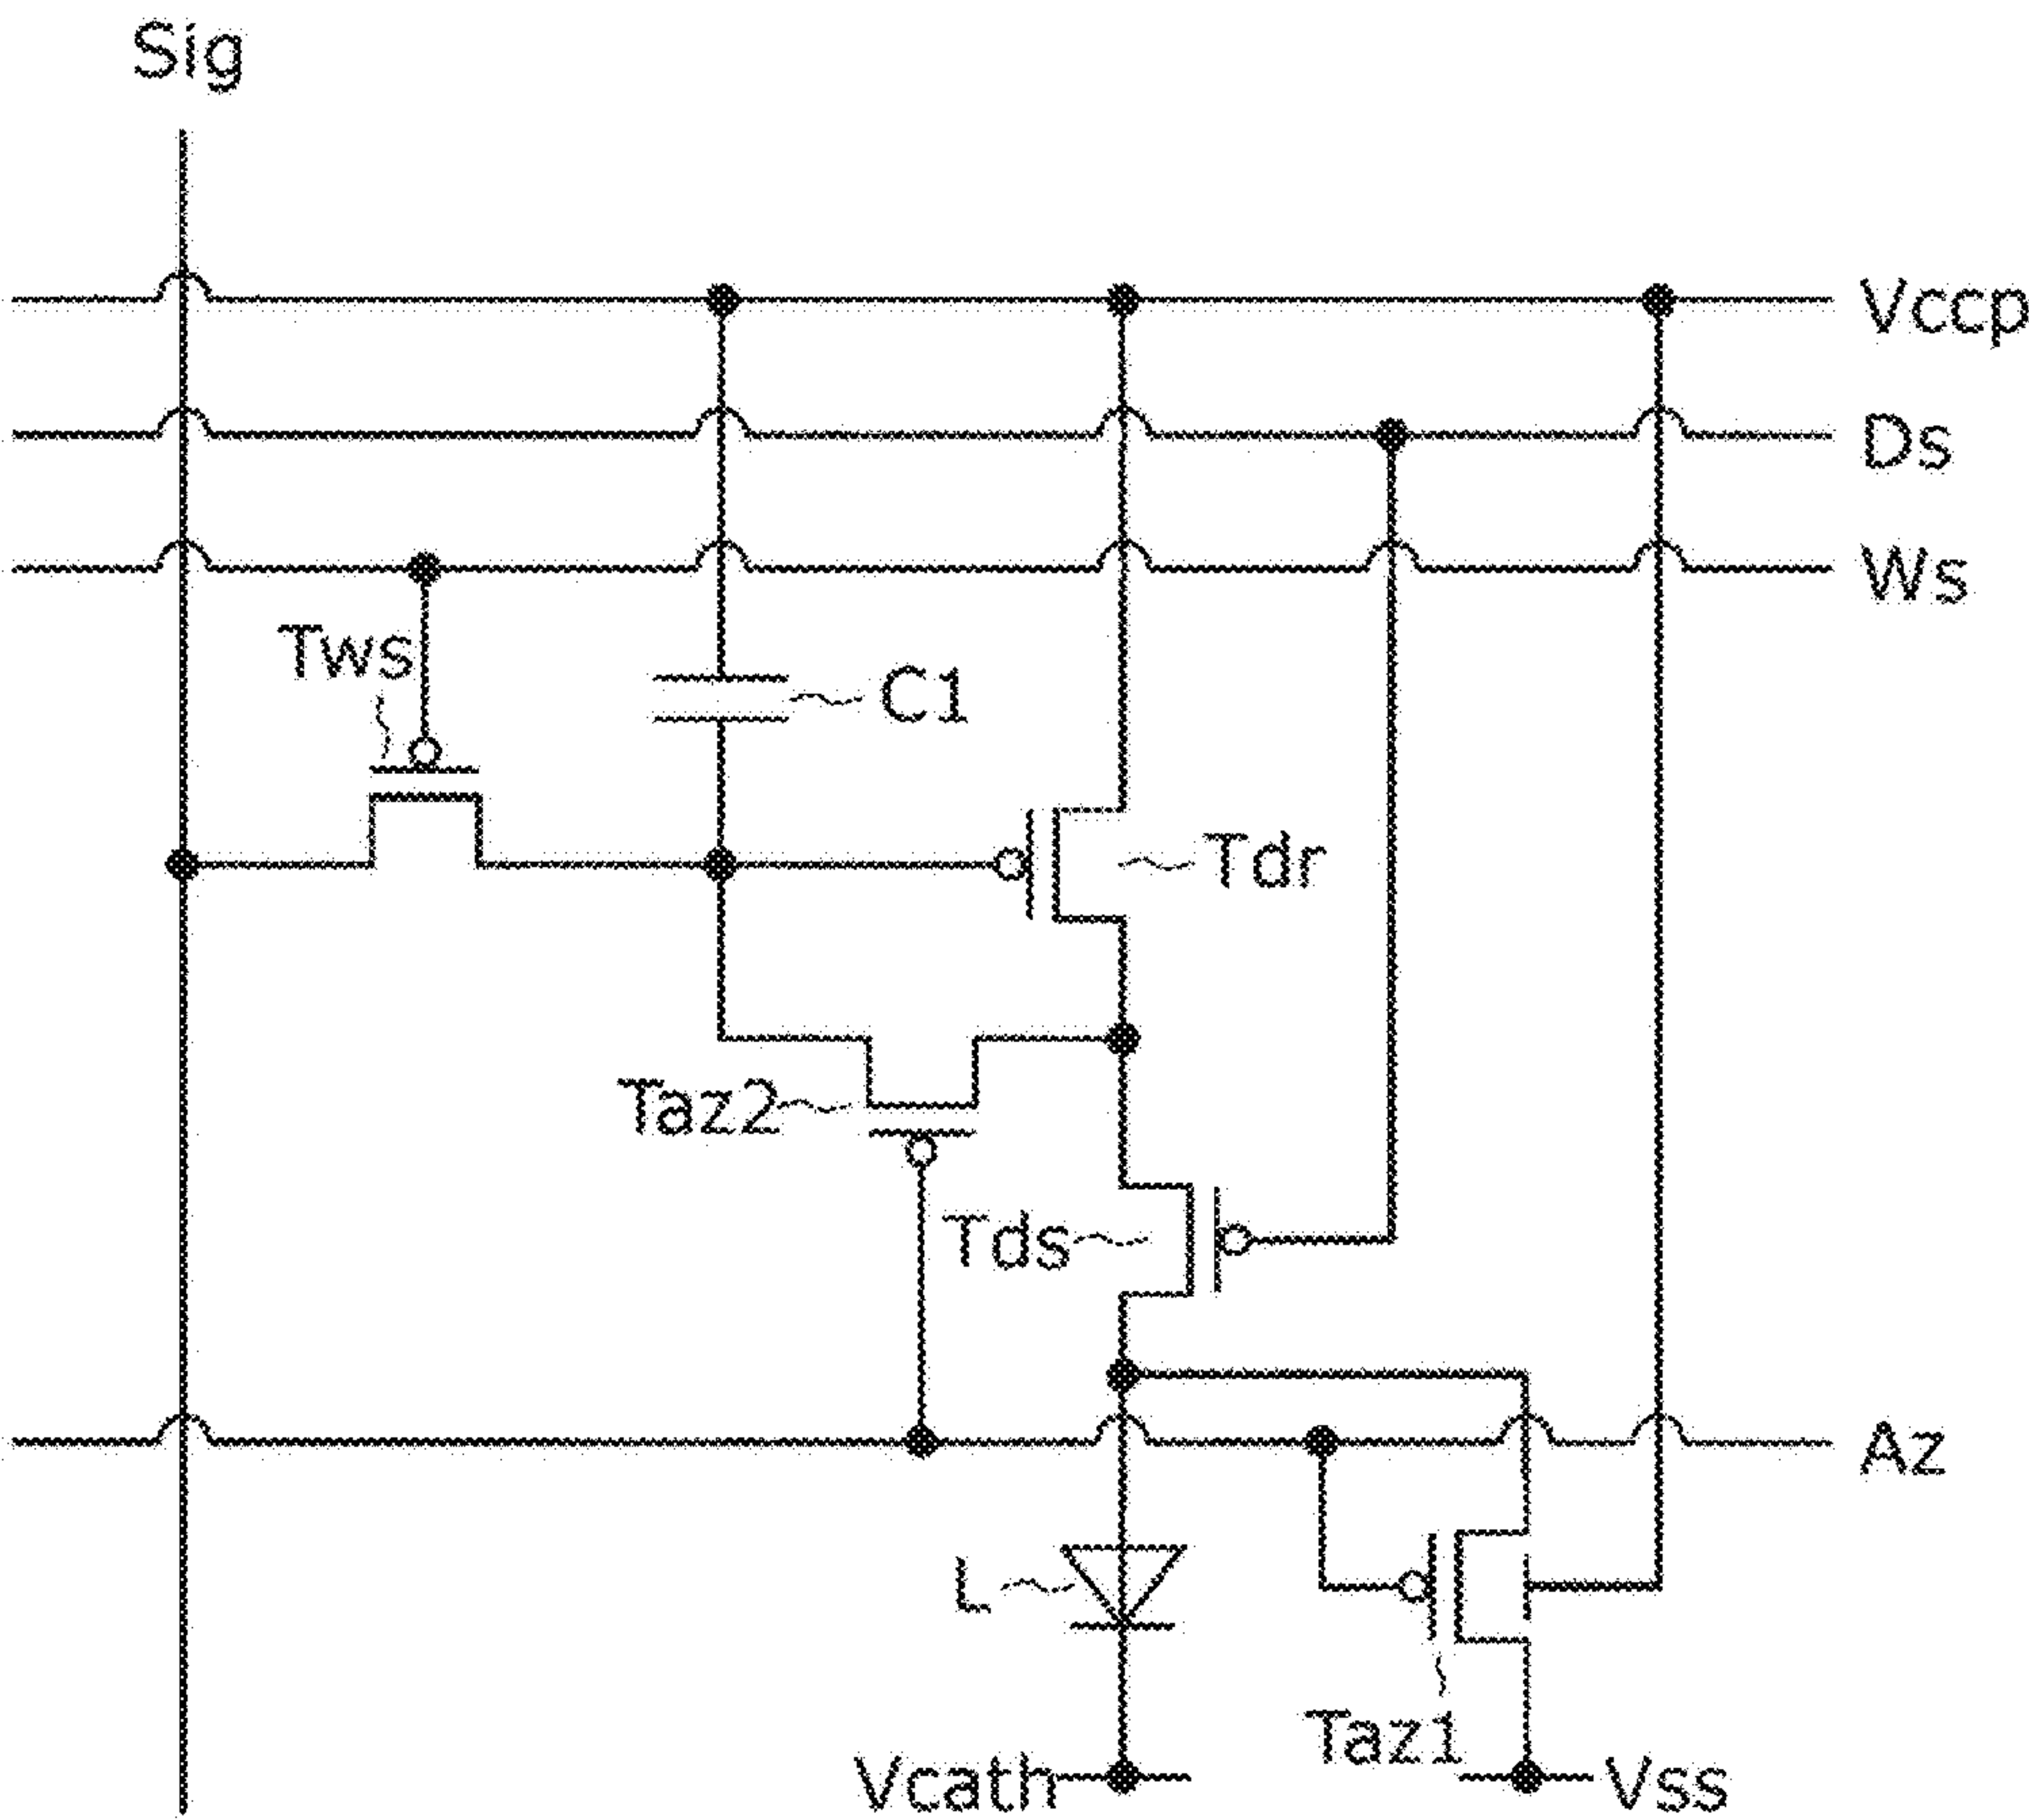 Sig
Vccp
Ds
Ws
Tws
C1
Tdr
Taz2
Tds
Az
L
Taz1
Vcath
Vss